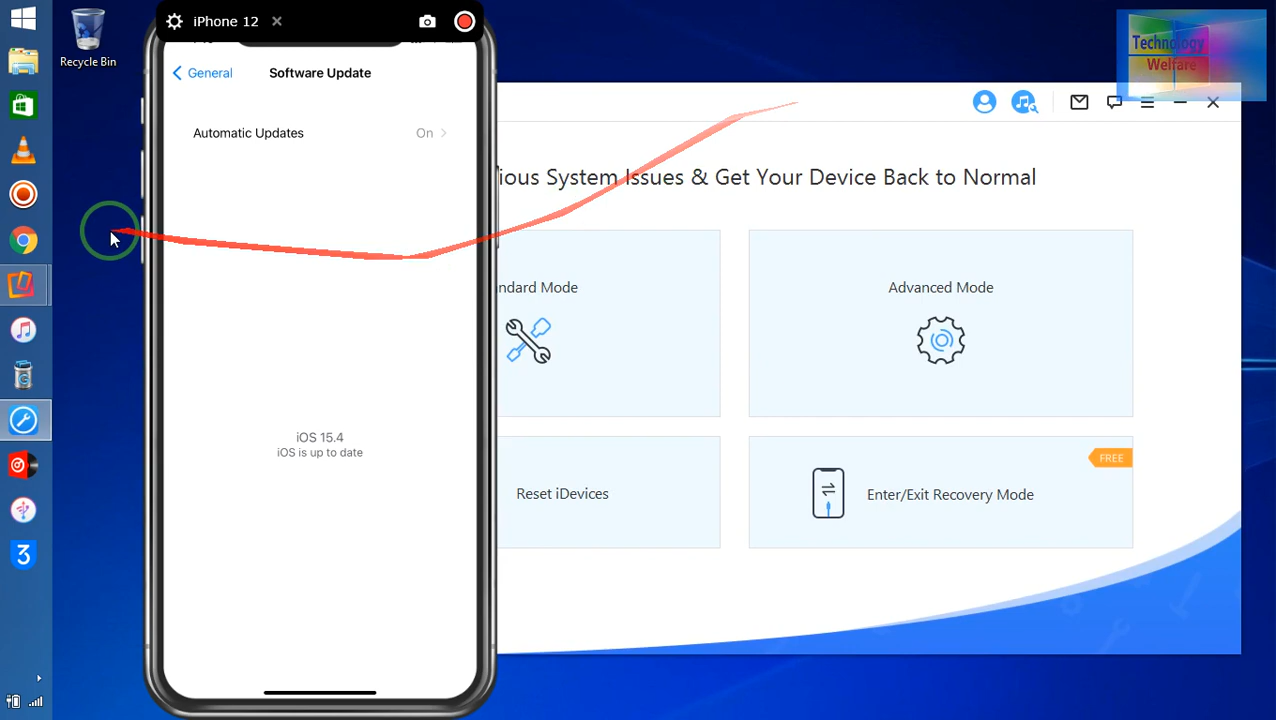 iPhone 12
Technology
Welfare
Recycle Bin
General
Software Update
Automatic Updates
On
ious System Issues & Get Your Device Back to Normal
ndard Mode
Advanced Mode
iOS 15.4
iOS is up to date
FREE
Reset iDevices
Enter/Exit Recovery Mode
3